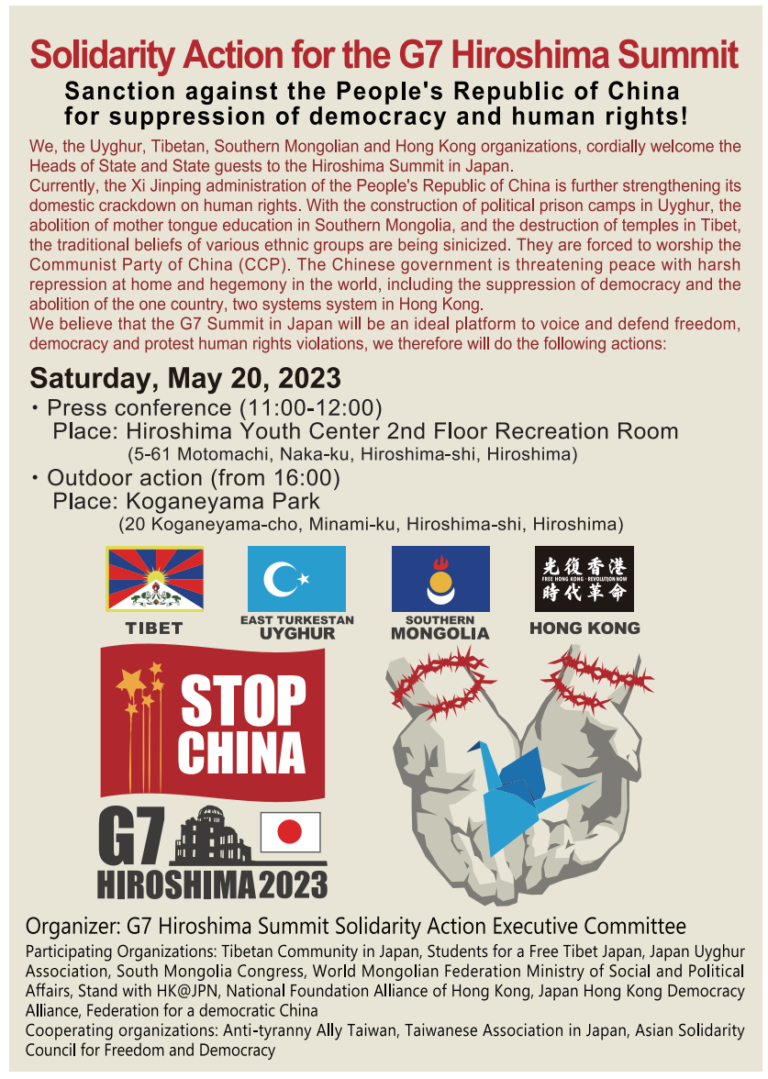 Solidarity Action for the G7 Hiroshima Summit
Sanction against the People's Republic of China
for suppression of democracy and human rights!
We, the Uyghur, Tibetan, Southern Mongolian and Hong Kong organizations, cordially welcome the
Heads of State and State guests to the Hiroshima Summit in Japan.
Currently, the Xi Jinping administration of the People's Republic of China is further strengthening its
domestic crackdown on human rights. With the construction of political prison camps in Uyghur, the
abolition of mother tongue education in Southern Mongolia, and the destruction of temples in Tibet,
the traditional beliefs of various ethnic groups are being sinicized. They are forced to worship the
Communist Party of China (CCP). The Chinese government is threatening peace with harsh
repression at home and hegemony in the world, including the suppression of democracy and the
abolition of the one country, two systems system in Hong Kong.
We believe that the G7 Summit in Japan will be an ideal platform to voice and defend freedom,
democracy and protest human rights violations, we therefore will do the following actions:
Saturday, May 20, 2023
・Press conference (11:00-12:00)
Place: Hiroshima Youth Center 2nd Floor Recreation Room
(5-61 Motomachi, Naka-ku, Hiroshima-shi, Hiroshima)
・Outdoor action (from 16:00)
Place: Koganeyama Park
(20 Koganeyama-cho, Minami-ku, Hiroshima-shi, Hiroshima)
光復香港
FREE HONG KONG · REVOLUTION NOW
時代革命
TIBET
EAST TURKESTAN
UYGHUR
SOUTHERN
MONGOLIA
HONG KONG
STOP
CHINA
G7
HIROSHIMA 2023
Organizer: G7 Hiroshima Summit Solidarity Action Executive Committee
Participating Organizations: Tibetan Community in Japan, Students for a Free Tibet Japan, Japan Uyghur
Association, South Mongolia Congress, World Mongolian Federation Ministry of Social and Political
Affairs, Stand with HK@JPN, National Foundation Alliance of Hong Kong, Japan Hong Kong Democracy
Alliance, Federation for a democratic China
Cooperating organizations: Anti-tyranny Ally Taiwan, Taiwanese Association in Japan, Asian Solidarity
Council for Freedom and Democracy